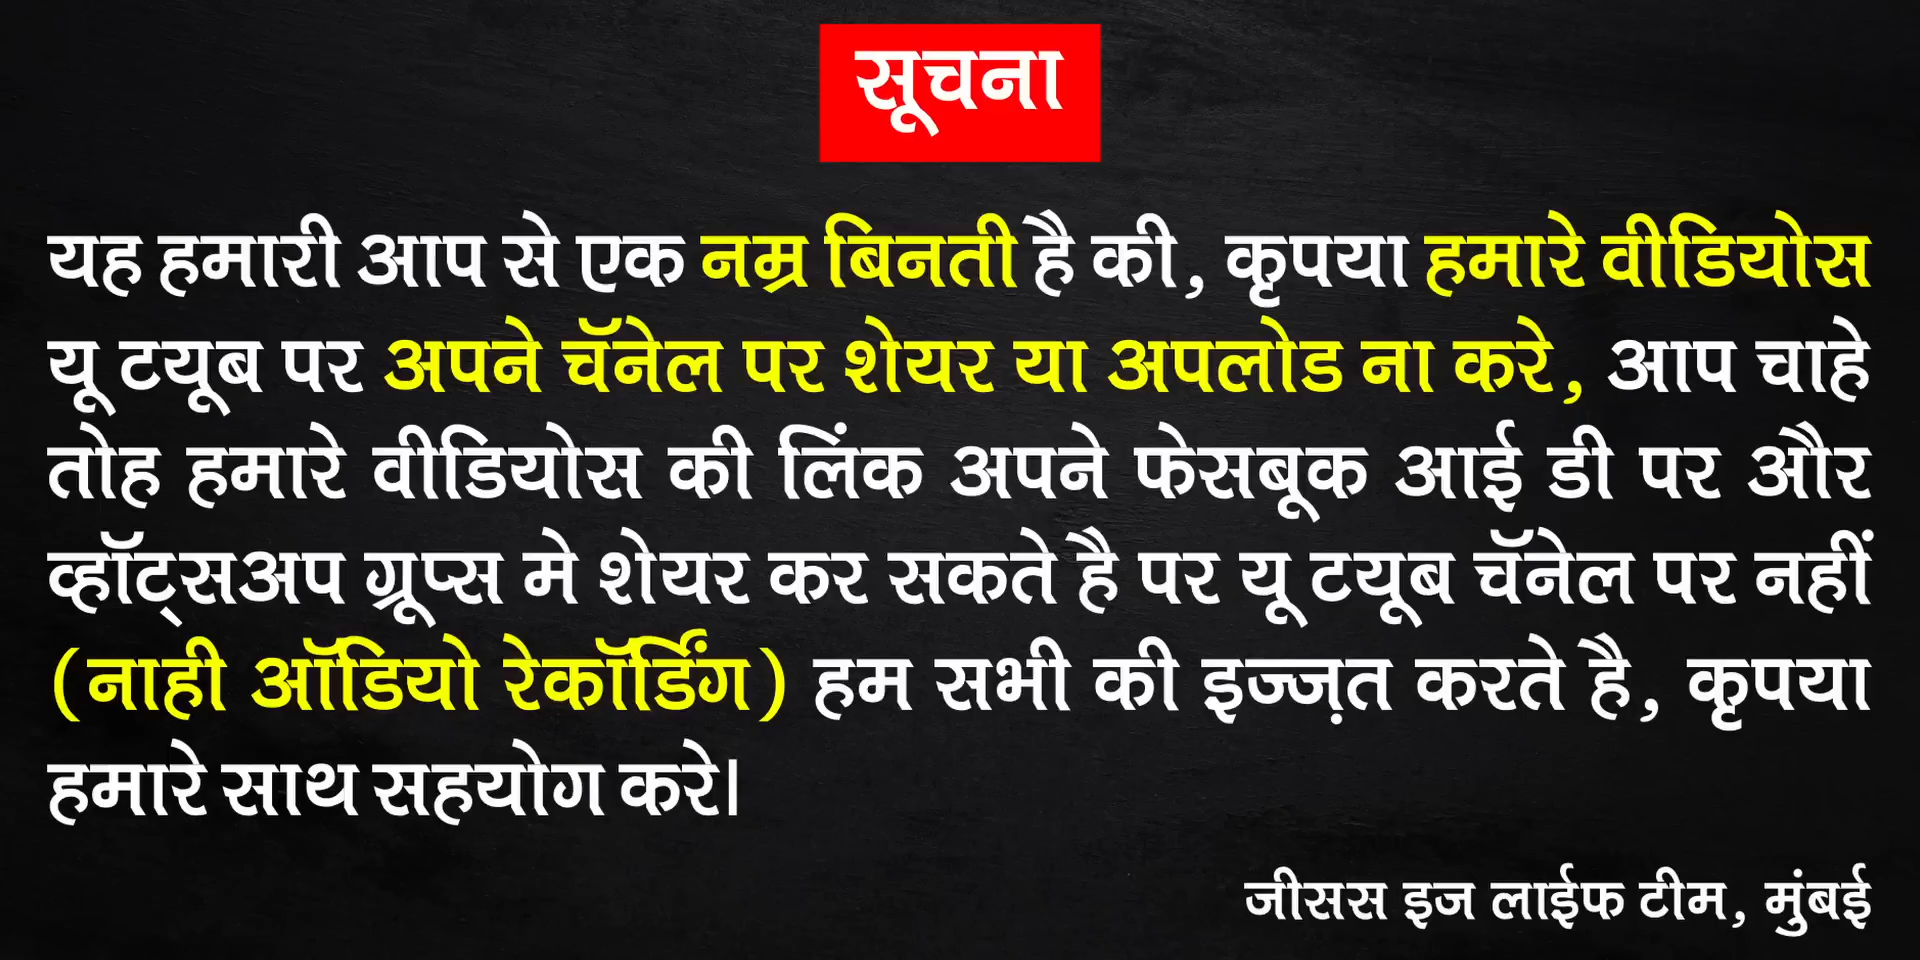 सूचना
यह हमारी आप से एक नम्र बिनती है की, कृपया हमारे वीडियोस
यू टयूब पर अपने चॅनेल पर शेयर या अपलोड ना करे, आप चाहे
तोह हमारे वीडियोस की लिंक अपने फेसबूक आई डी पर और
व्हॉट्सअप ग्रूप्स मे शेयर कर सकते है पर यू टयूब चॅनेल पर नहीं
(नाही ऑडियो रेकॉर्डिंग) हम सभी की इज्ज़त करते है, कृपया
हमारे साथ सहयोग करे।
जीसस इज लाईफ टीम, मुंबई